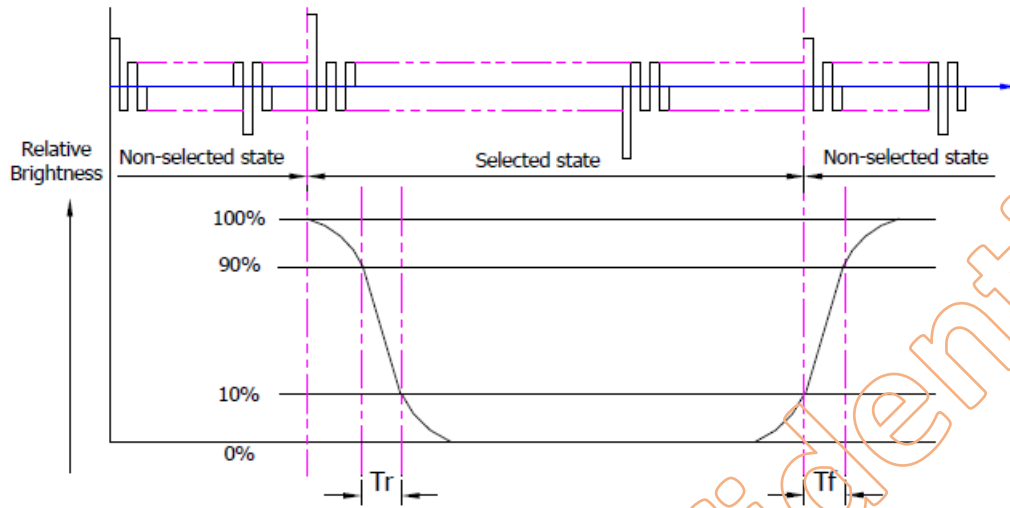 Relative
Brightness
Non-selected state
Selected state
Non-selected state
100%
90%
10%
0%
Tr
Tf